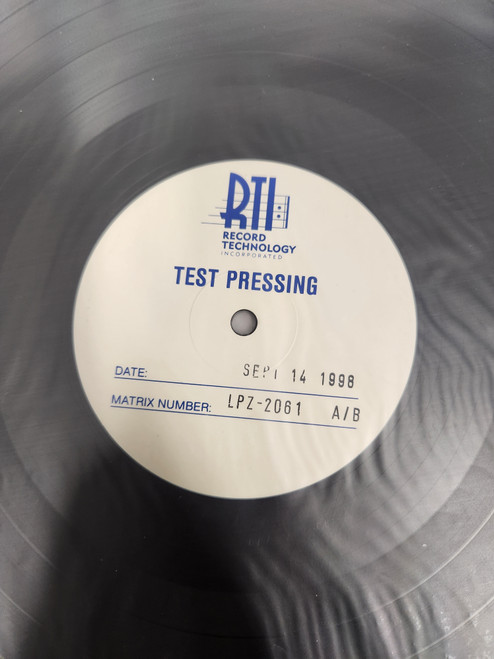 RTI
RECORD
TECHNOLOGY
INCORPORATED
TEST PRESSING
DATE: SEPT 14 1998
MATRIX NUMBER: LPZ-2061 A/B